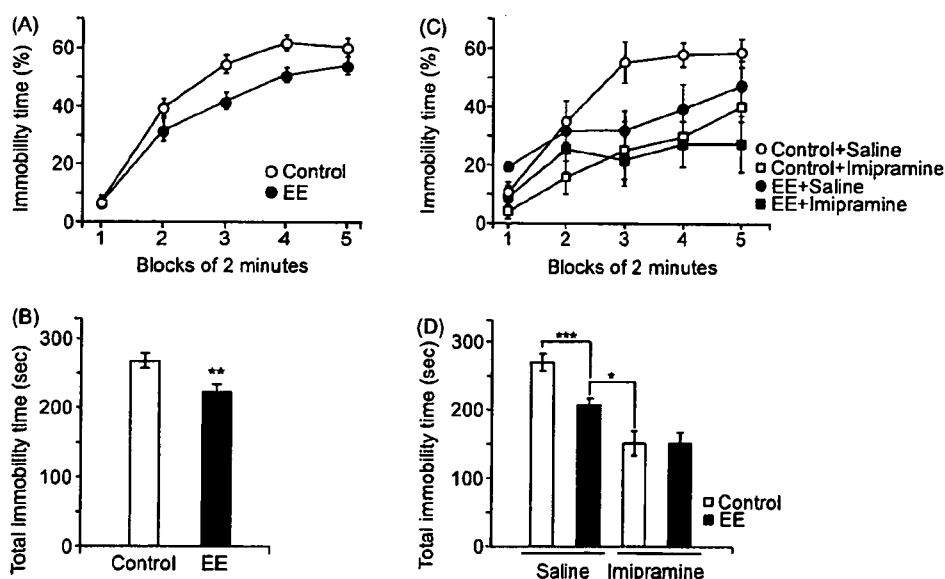 (A)
Immobility time (%)
60
40
20
0
Control
EE
1 2 3 4 5
Blocks of 2 minutes
(C)
Immobility time (%)
60
40
20
0
Control+Saline
Control+Imipramine
EE+Saline
EE+Imipramine
1 2 3 4 5
Blocks of 2 minutes
(B)
Total Immobility time (sec)
300
200
100
0
**
Control EE
(D)
Total immobility time (sec)
300
200
100
0
***
*
Control
EE
Saline Imipramine